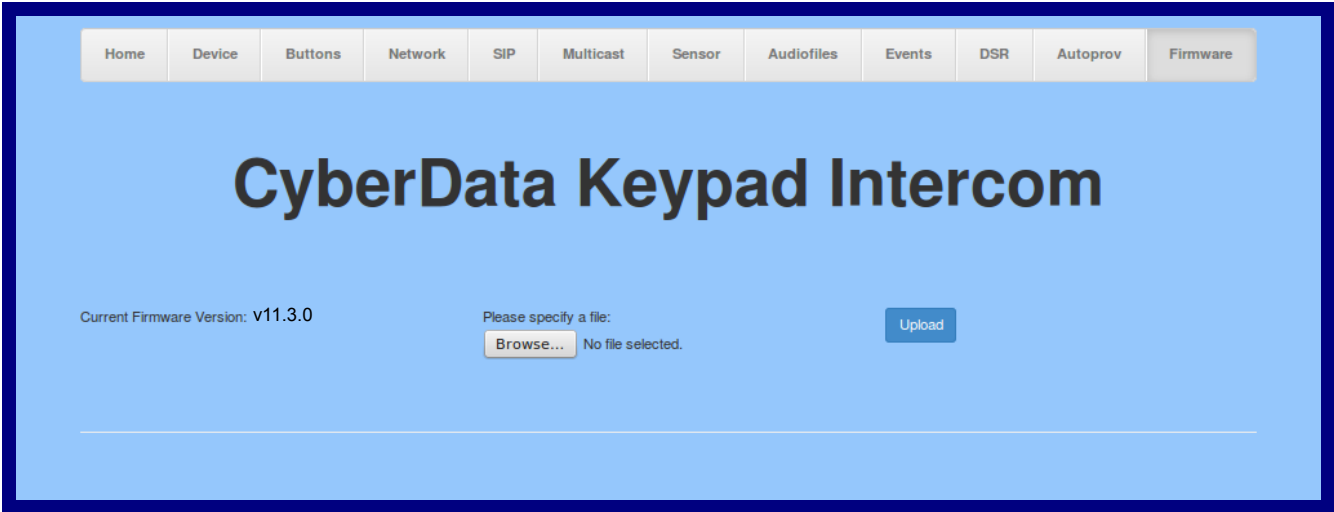 Home Device Buttons Network SIP Multicast Sensor Audiofiles Events DSR Autoprov Firmware
CyberData Keypad Intercom
Current Firmware Version: v11.3.0
Please specify a file:
Browse... No file selected.
Upload